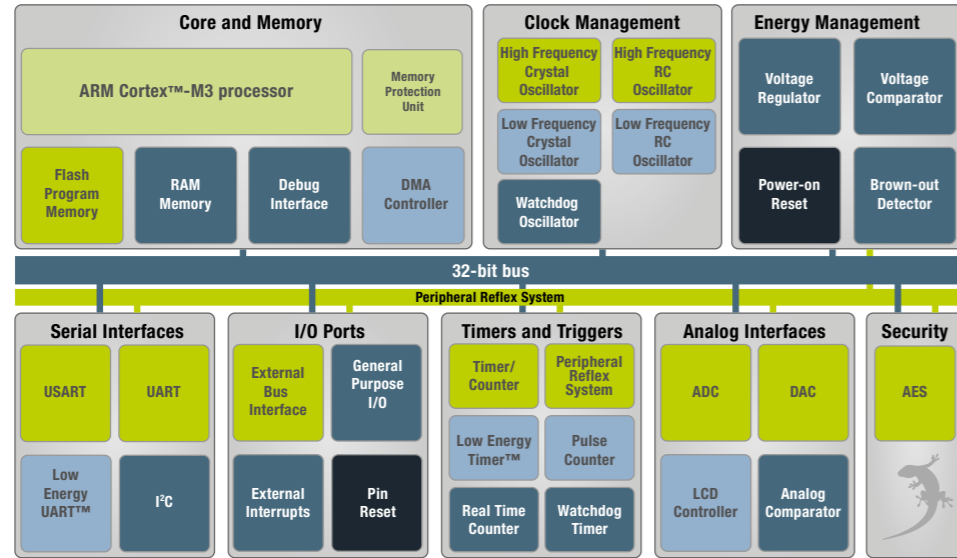 Core and Memory
ARM Cortex™-M3 processor
Memory
Protection
Unit
Flash
Program
Memory
RAM
Memory
Debug
Interface
DMA
Controller
Clock Management
High Frequency
Crystal
Oscillator
High Frequency
RC
Oscillator
Low Frequency
Crystal
Oscillator
Low Frequency
RC
Oscillator
Watchdog
Oscillator
Energy Management
Voltage
Regulator
Voltage
Comparator
Power-on
Reset
Brown-out
Detector
32-bit bus
Peripheral Reflex System
Serial Interfaces
USART
UART
Low
Energy
UART™
I²C
I/O Ports
External
Bus
Interface
General
Purpose
I/O
External
Interrupts
Pin
Reset
Timers and Triggers
Timer/
Counter
Peripheral
Reflex
System
Low Energy
Timer™
Pulse
Counter
Real Time
Counter
Watchdog
Timer
Analog Interfaces
ADC
DAC
LCD
Controller
Analog
Comparator
Security
AES